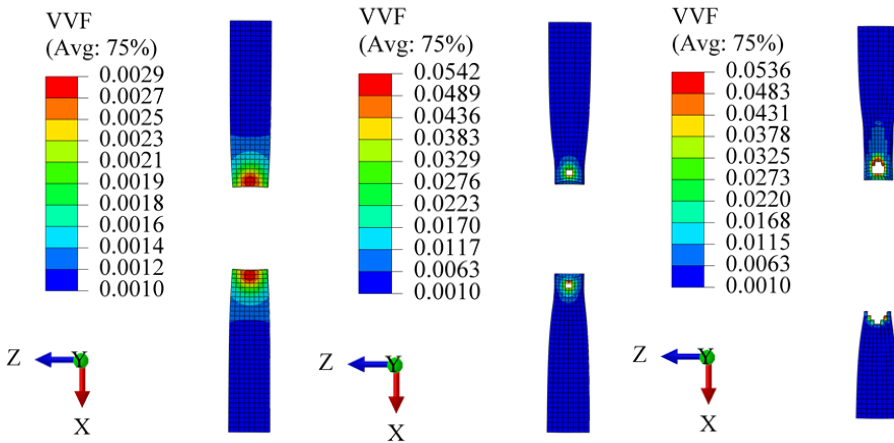 VVF
(Avg: 75%)
0.0029
0.0027
0.0025
0.0023
0.0021
0.0019
0.0018
0.0016
0.0014
0.0012
0.0010
Z
Y
X
VVF
(Avg: 75%)
0.0542
0.0489
0.0436
0.0383
0.0329
0.0276
0.0223
0.0170
0.0117
0.0063
0.0010
Z
Y
X
VVF
(Avg: 75%)
0.0536
0.0483
0.0431
0.0378
0.0325
0.0273
0.0220
0.0168
0.0115
0.0063
0.0010
Z
Y
X